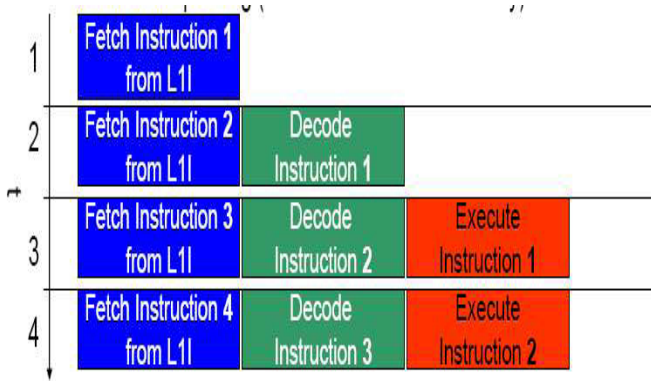 1
Fetch Instruction 1
from L1I
2
Fetch Instruction 2
from L1I
Decode
Instruction 1
3
Fetch Instruction 3
from L1I
Decode
Instruction 2
Execute
Instruction 1
4
Fetch Instruction 4
from L1I
Decode
Instruction 3
Execute
Instruction 2
t